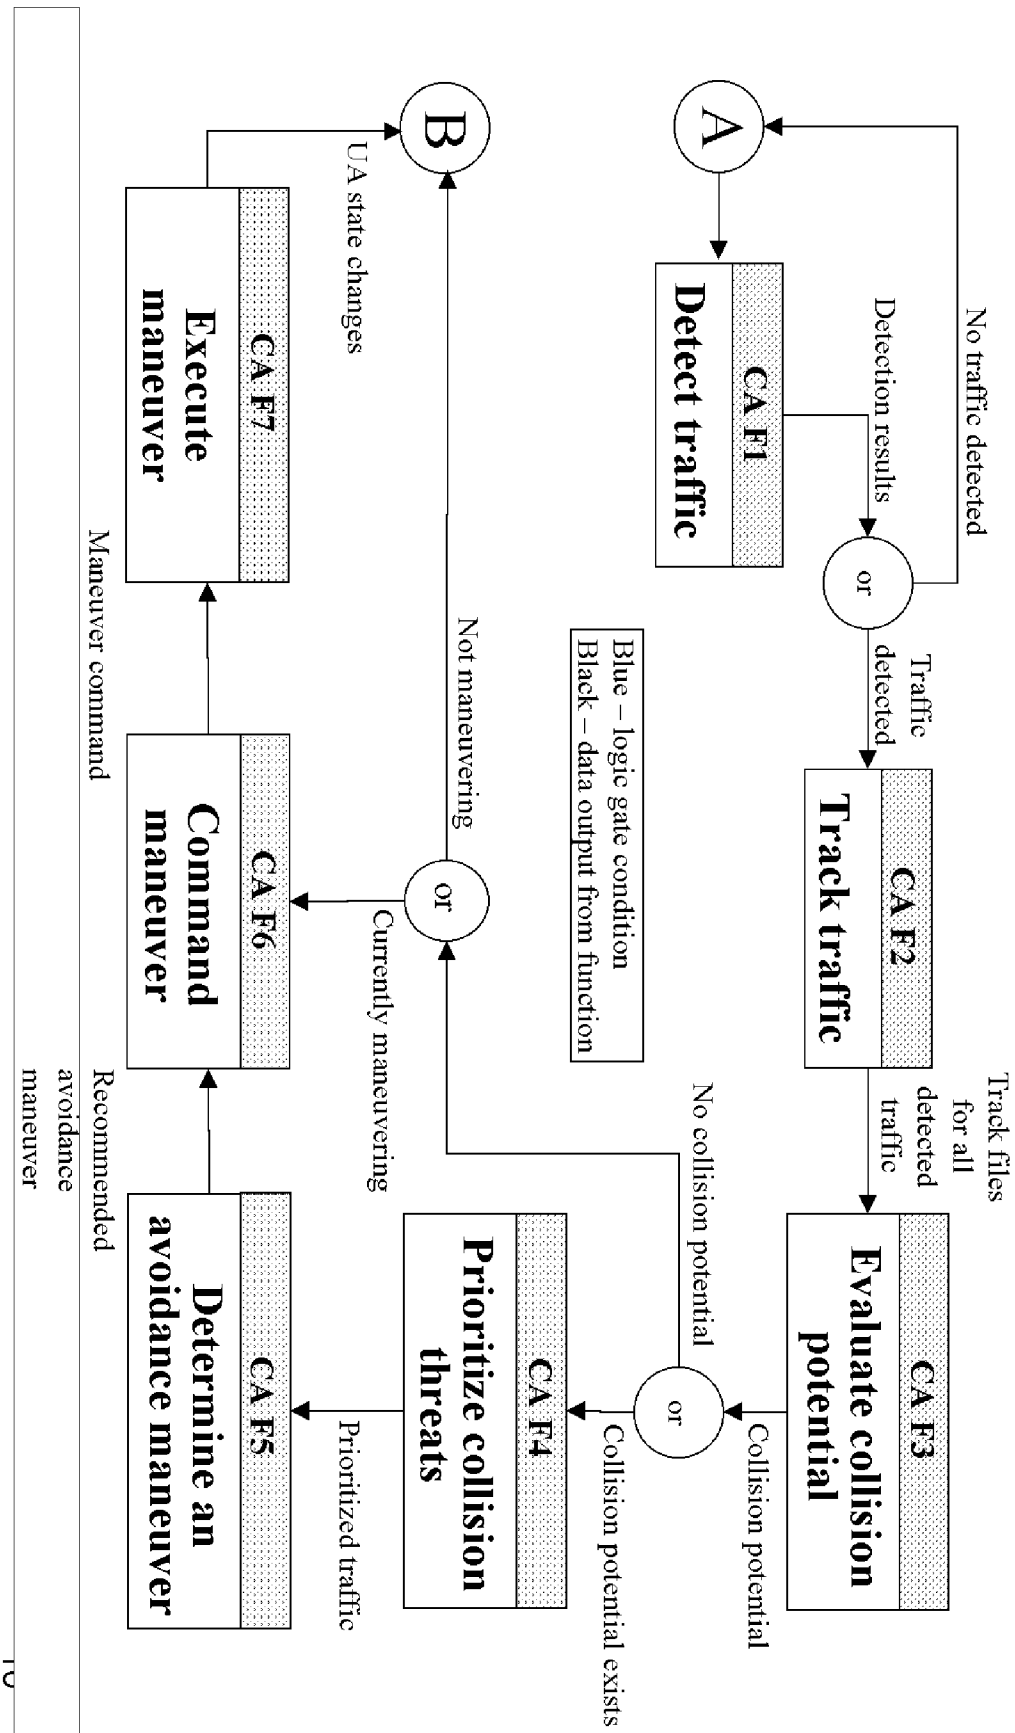 No traffic detected
A
CA F1
Detect traffic
Detection results
or
Traffic
detected
CA F2
Track traffic
Track files
for all
detected
traffic
CA F3
Evaluate collision
potential
Collision potential
or
No collision potential
Collision potential exists
Blue – logic gate condition
Black – data output from function
CA F4
Prioritize collision
threats
Prioritized traffic
B
Not maneuvering
or
Currently maneuvering
UA state changes
CA F7
Execute
maneuver
Maneuver command
CA F6
Command
maneuver
Recommended
avoidance
maneuver
CA F5
Determine an
avoidance maneuver